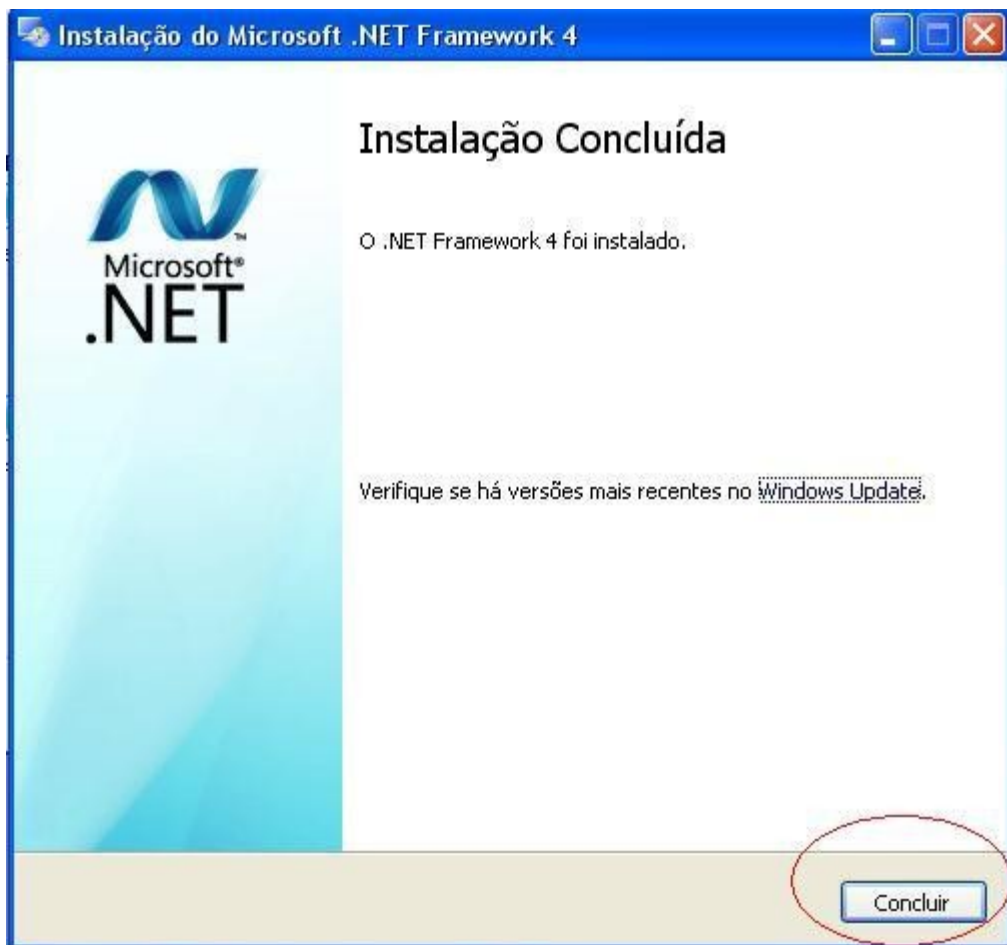 Instalação do Microsoft .NET Framework 4
Instalação Concluída
O .NET Framework 4 foi instalado.
Microsoft®
.NET
™
Verifique se há versões mais recentes no Windows Update.
Concluir